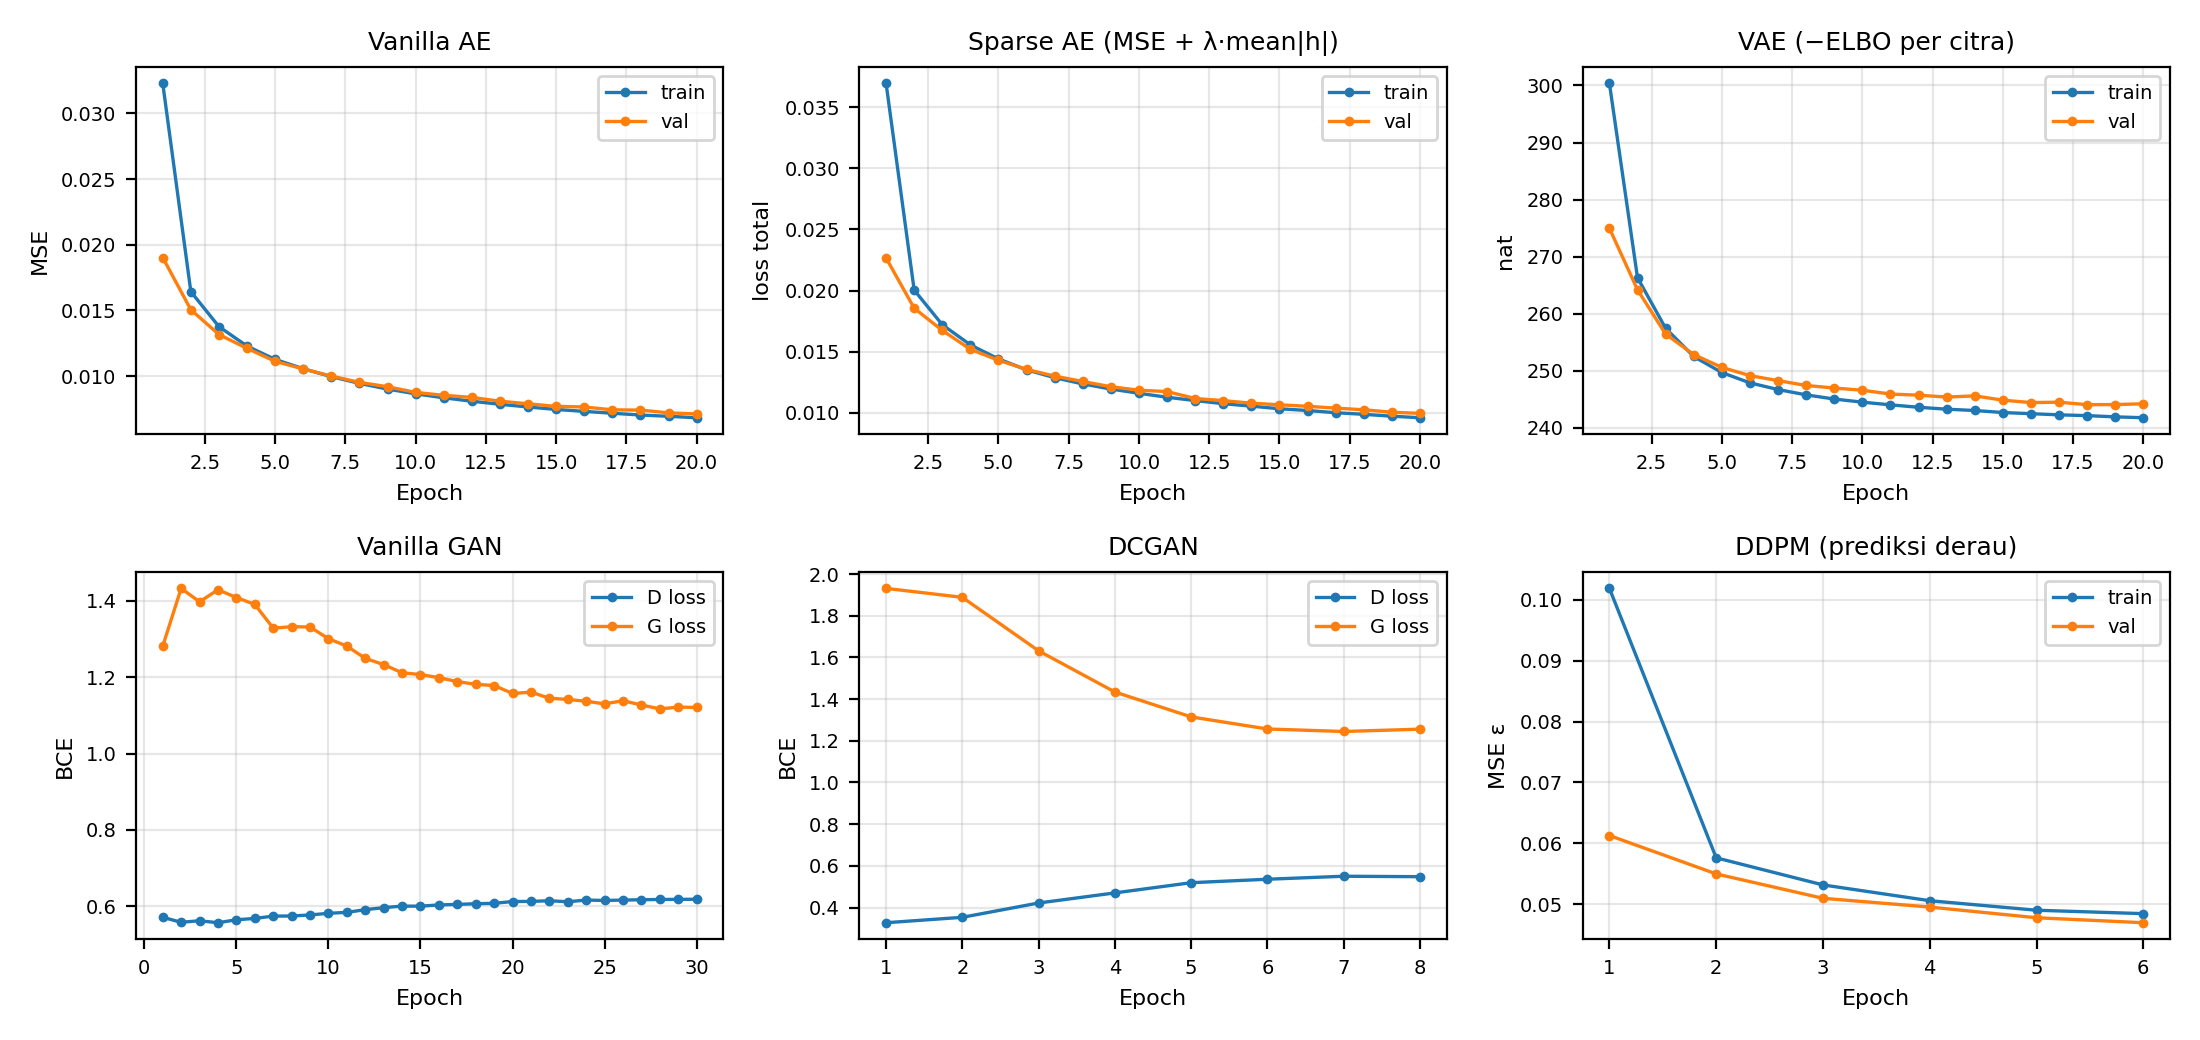 Vanilla AE
train
val
0.030
0.025
0.020
0.015
0.010
MSE
2.5 5.0 7.5 10.0 12.5 15.0 17.5 20.0
Epoch
Sparse AE (MSE + λ·mean|h|)
train
val
0.035
0.030
0.025
0.020
0.015
0.010
loss total
2.5 5.0 7.5 10.0 12.5 15.0 17.5 20.0
Epoch
VAE (−ELBO per citra)
train
val
300
290
280
270
260
250
240
nat
2.5 5.0 7.5 10.0 12.5 15.0 17.5 20.0
Epoch
Vanilla GAN
D loss
G loss
1.4
1.2
1.0
0.8
0.6
BCE
0 5 10 15 20 25 30
Epoch
DCGAN
D loss
G loss
2.0
1.8
1.6
1.4
1.2
1.0
0.8
0.6
0.4
BCE
1 2 3 4 5 6 7 8
Epoch
DDPM (prediksi derau)
train
val
0.10
0.09
0.08
0.07
0.06
0.05
MSE ε
1 2 3 4 5 6
Epoch